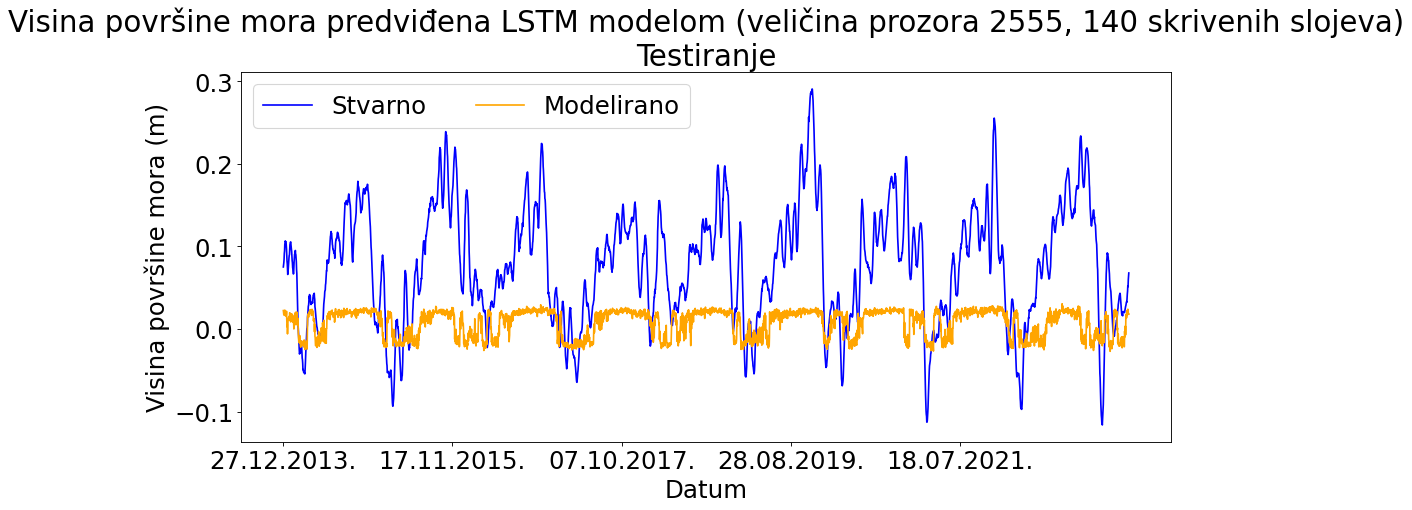 Visina površine mora predviđena LSTM modelom (veličina prozora 2555, 140 skrivenih slojeva)
Testiranje
Stvarno Modelirano
Visina površine mora (m)
0.3
0.2
0.1
0.0
−0.1
27.12.2013. 17.11.2015. 07.10.2017. 28.08.2019. 18.07.2021.
Datum